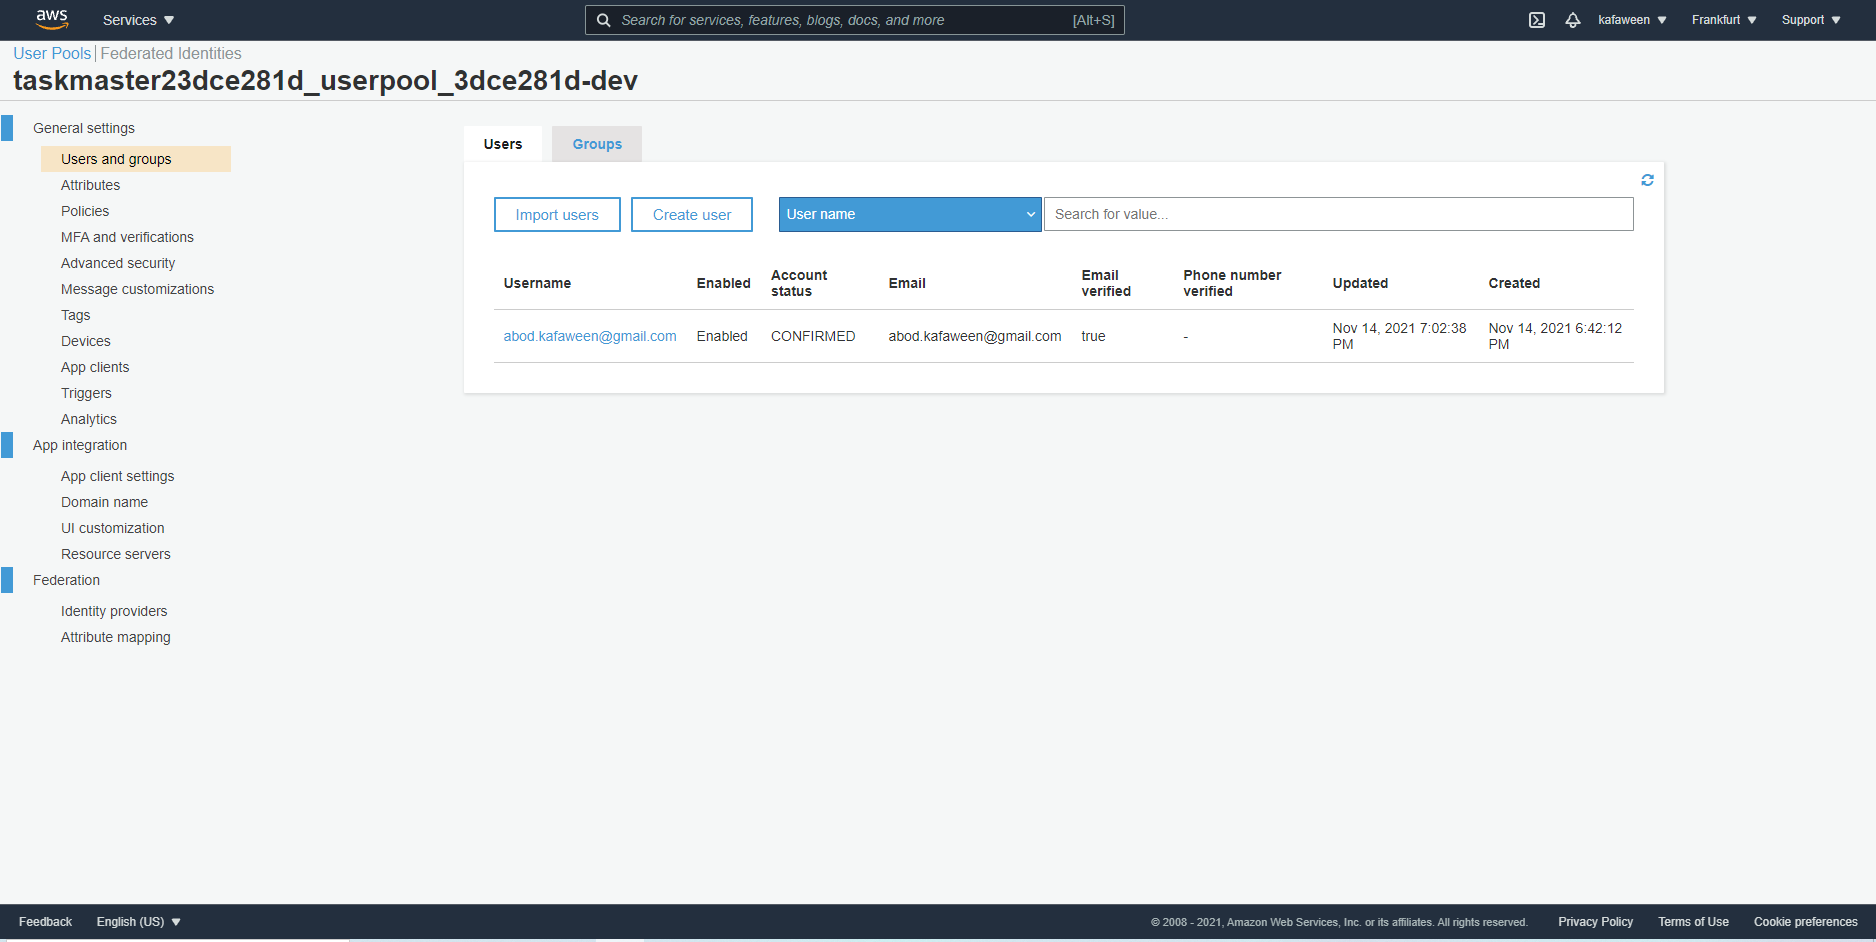 aws
Services
Search for services, features, blogs, docs, and more [Alt+S]
kafaween
Frankfurt
Support
User Pools | Federated Identities
taskmaster23dce281d_userpool_3dce281d-dev
General settings
Users and groups
Attributes
Policies
MFA and verifications
Advanced security
Message customizations
Tags
Devices
App clients
Triggers
Analytics
App integration
App client settings
Domain name
UI customization
Resource servers
Federation
Identity providers
Attribute mapping
Users Groups
Import users Create user User name Search for value...
Username Enabled Account status Email Email verified Phone number verified Updated Created
abod.kafaween@gmail.com Enabled CONFIRMED abod.kafaween@gmail.com true - Nov 14, 2021 7:02:38 PM Nov 14, 2021 6:42:12 PM
Feedback English (US) © 2008 - 2021, Amazon Web Services, Inc. or its affiliates. All rights reserved. Privacy Policy Terms of Use Cookie preferences